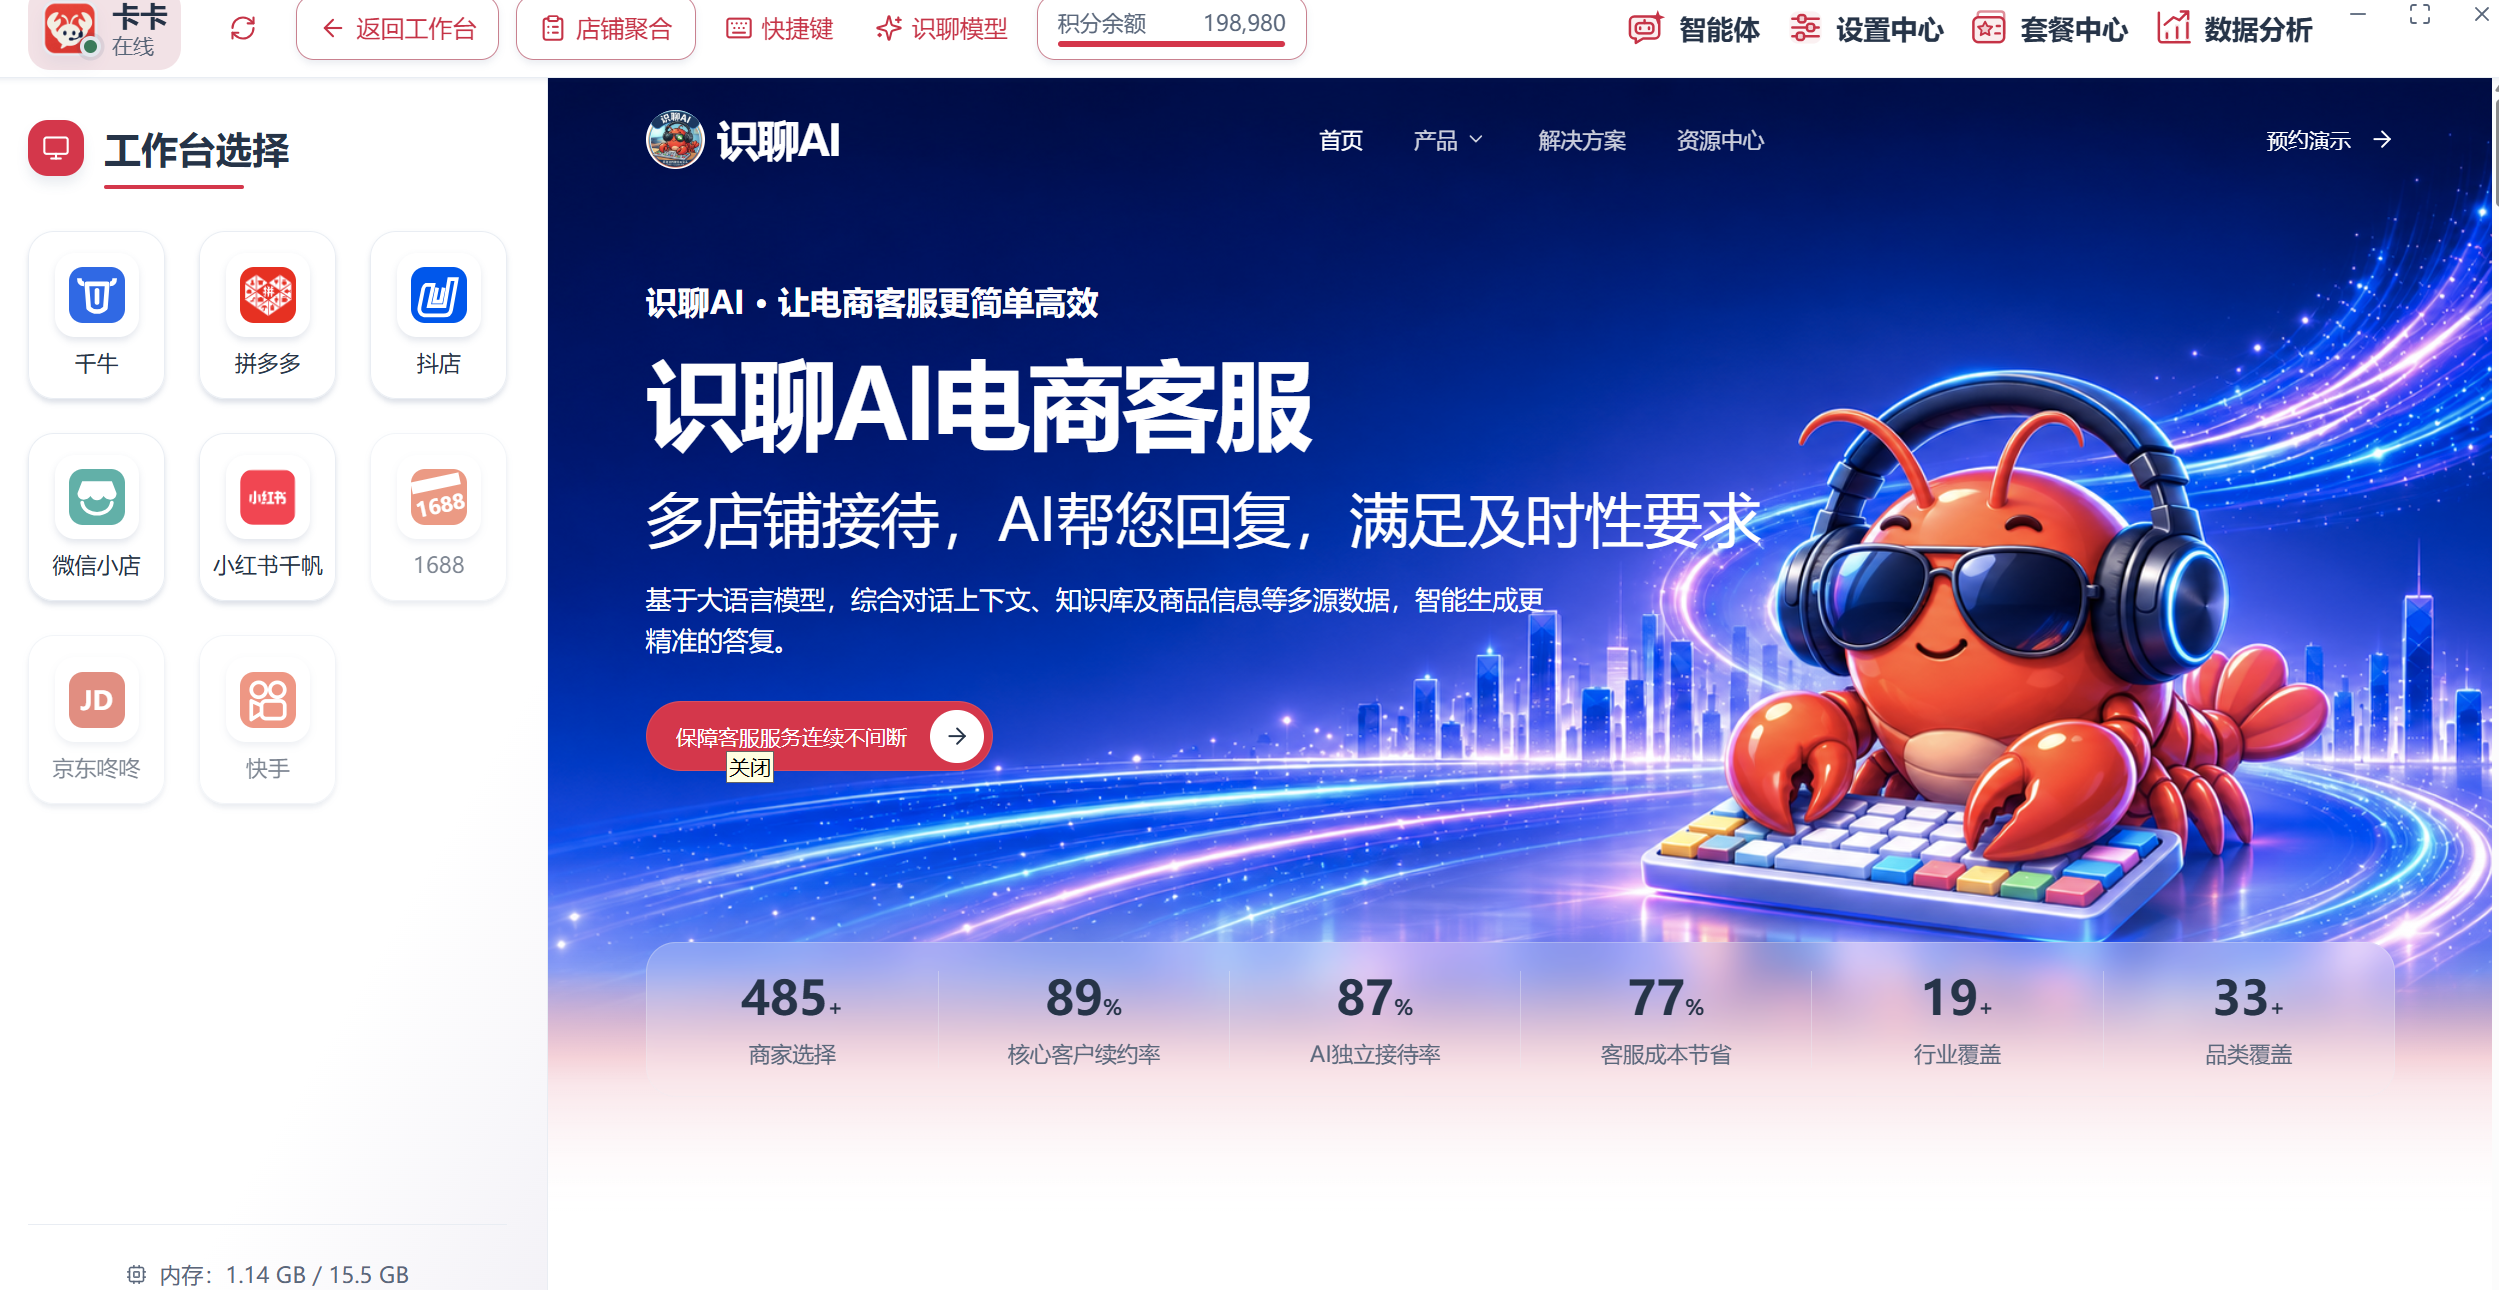 卡卡
在线
返回工作台
店铺聚合
快捷键
识聊模型
积分余额 198,980
智能体
设置中心
套餐中心
数据分析
工作台选择
千牛
拼
拼多多
抖店
微信小店
小红书
小红书千帆
1688
1688
JD
京东咚咚
快手
内存：1.14 GB / 15.5 GB
识聊AI
识聊AI
首页
产品
解决方案
资源中心
预约演示
识聊AI • 让电商客服更简单高效
识聊AI电商客服
多店铺接待，AI帮您回复，满足及时性要求
基于大语言模型，综合对话上下文、知识库及商品信息等多源数据，智能生成更
精准的答复。
保障客服服务连续不间断
关闭
485+
商家选择
89%
核心客户续约率
87%
AI独立接待率
77%
客服成本节省
19+
行业覆盖
33+
品类覆盖